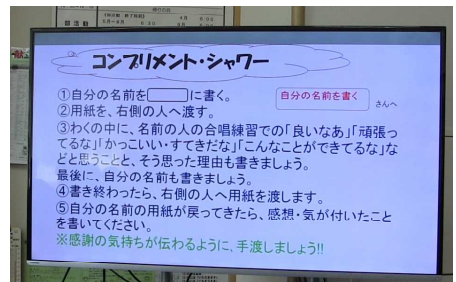 部活動
4月
コンプリメント・シャワー
①自分の名前を に書く。
自分の名前を書く
さんへ
②用紙を、右側の人へ渡す。
③わくの中に、名前の人の合唱練習での「良いなあ」「頑張っ
てるな」「かっこいい・すてきだな」「こんなことができてるな」な
どと思うことと、そう思った理由も書きましょう。
最後に、自分の名前も書きましょう。
④書き終わったら、右側の人へ用紙を渡します。
⑤自分の名前の用紙が戻ってきたら、感想・気が付いたこと
を書いてください。
※感謝の気持ちが伝わるように、手渡しましょう!!